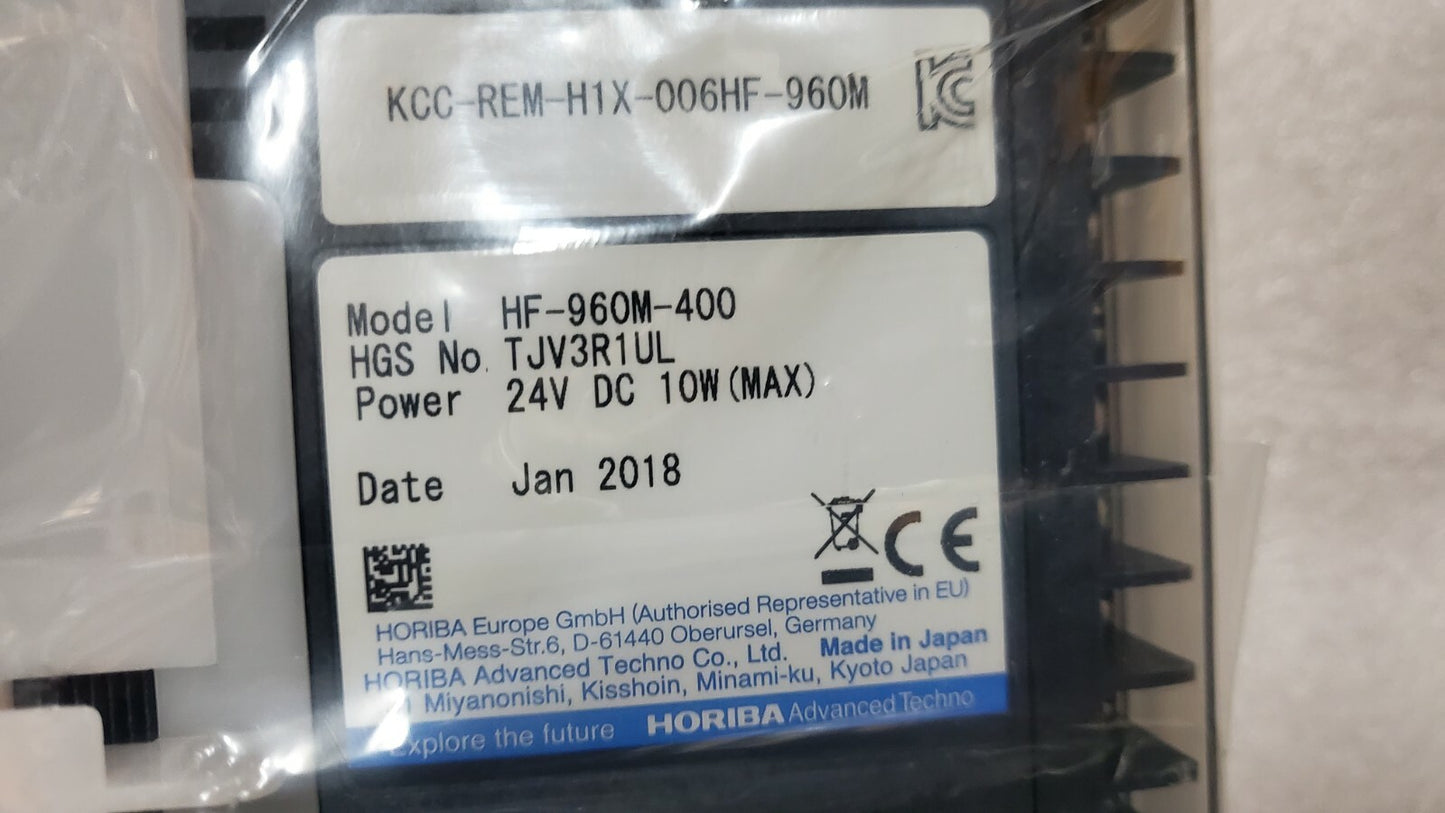 KCC-REM-H1X-006HF-960M
Model HF-960M-400
HGS No. TJV3R1UL
Power 24V DC 10W(MAX)
Date Jan 2018
CE
HORIBA Europe GmbH (Authorised Representative in EU)
Hans-Mess-Str.6, D-61440 Oberursel, Germany
HORIBA Advanced Techno Co., Ltd. Made in Japan
Miyanonishi, Kisshoin, Minami-ku, Kyoto Japan
Explore the future HORIBA Advanced Techno